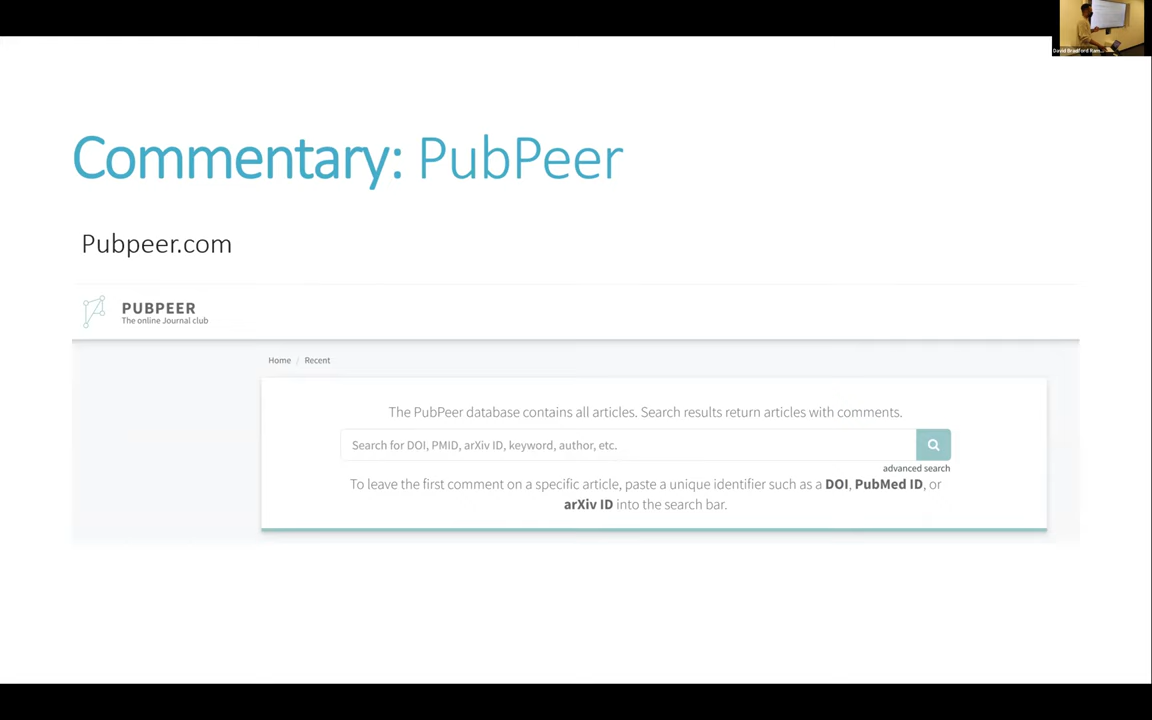 David Bradford Ram...
Commentary: PubPeer
Pubpeer.com
PUBPEER
The online Journal club
Home / Recent
The PubPeer database contains all articles. Search results return articles with comments.
Search for DOI, PMID, arXiv ID, keyword, author, etc.
advanced search
To leave the first comment on a specific article, paste a unique identifier such as a DOI, PubMed ID, or
arXiv ID into the search bar.